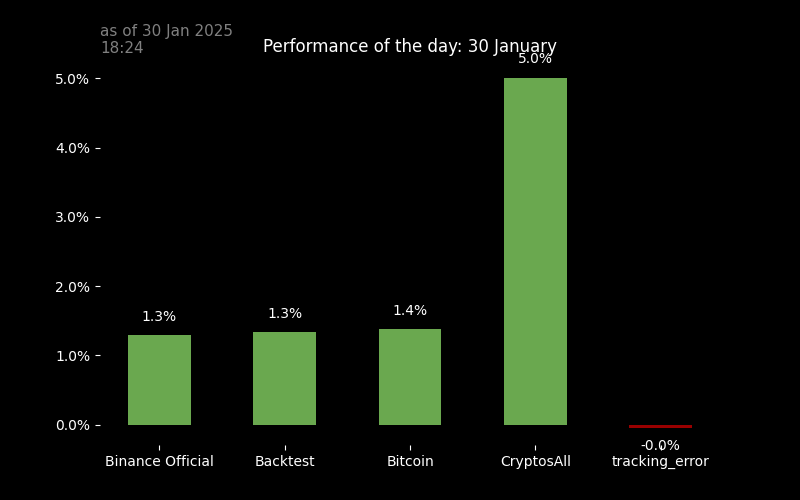 as of 30 Jan 2025
18:24
Performance of the day: 30 January
5.0%
4.0%
3.0%
2.0%
1.0%
0.0%
1.3%
1.3%
1.4%
5.0%
-0.0%
Binance Official
Backtest
Bitcoin
CryptosAll
tracking_error